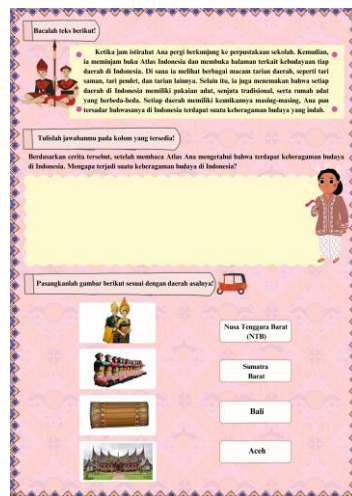 Bacalah teks berikut!
Ketika jam istirahat Ana pergi berkunjung ke perpustakaan sekolah. Kemudian,
ia meminjam buku Atlas Indonesia dan membuka halaman terkait kebudayaan tiap
daerah di Indonesia. Di sana ia melihat berbagai macam tarian daerah, seperti tari
saman, tari pendet, dan tarian lainnya. Selain itu, ia juga menemukan bahwa setiap
daerah di Indonesia memiliki pakaian adat, senjata tradisional, serta rumah adat
yang berbeda-beda. Setiap daerah memiliki keunikannya masing-masing, Ana pun
tersadar bahwasanya di Indonesia terdapat suatu keberagaman budaya yang indah.
Tulislah jawabanmu pada kolom yang tersedia!
Berdasarkan cerita tersebut, setelah membaca Atlas Ana mengetahui bahwa terdapat keberagaman budaya
di Indonesia. Mengapa terjadi suatu keberagaman budaya di Indonesia?
Pasangkanlah gambar berikut sesuai dengan daerah asalnya!
Nusa Tenggara Barat
(NTB)
Sumatra
Barat
Bali
Aceh